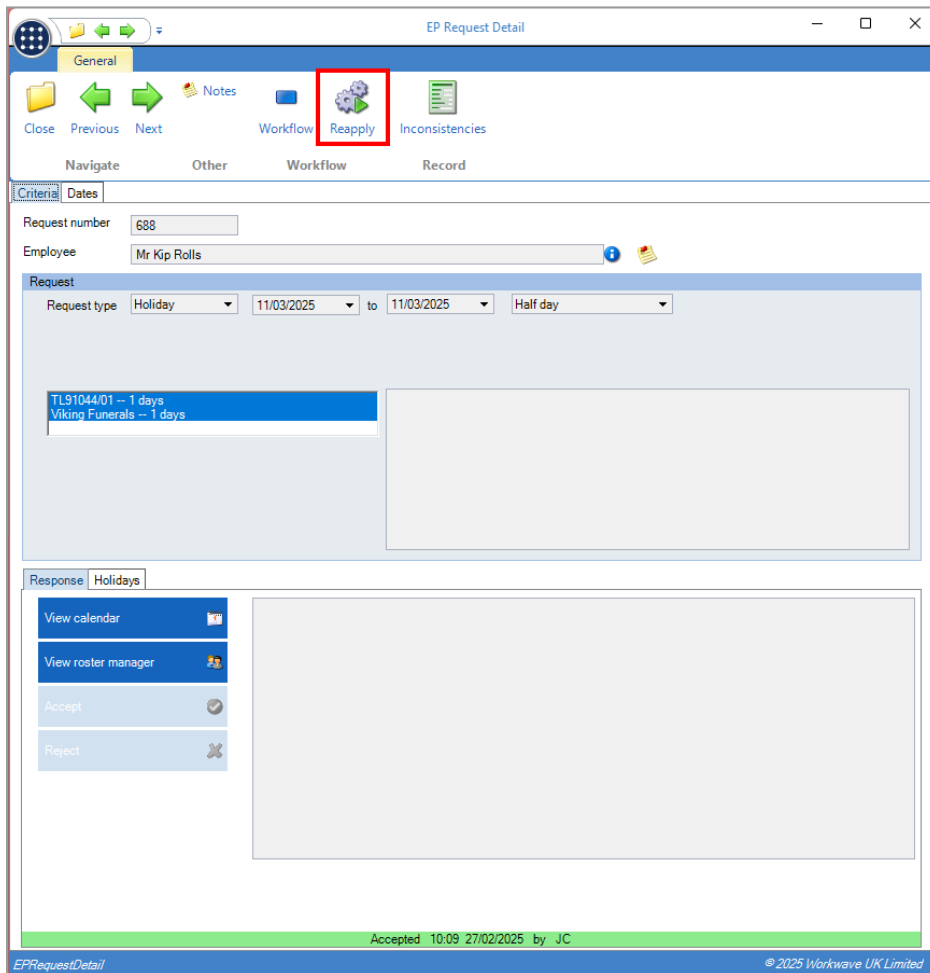 EP Request Detail
General
Notes
Close Previous Next Workflow Reapply Inconsistencies
Navigate Other Workflow Record
Criteria Dates
Request number 688
Employee Mr Kip Rolls
Request
Request type Holiday 11/03/2025 to 11/03/2025 Half day
TL91044/01 -- 1 days
Viking Funerals -- 1 days
Response Holidays
View calendar
View roster manager
Accept
Reject
Accepted 10:09 27/02/2025 by JC
EPRequestDetail © 2025 Workwave UK Limited